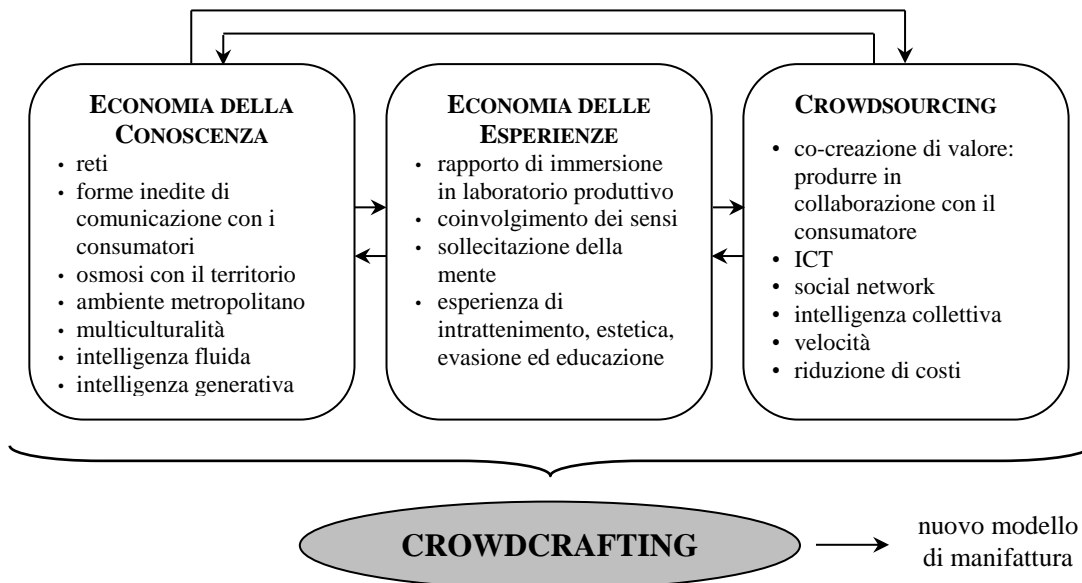 ECONOMIA DELLA
CONOSCENZA
• reti
• forme inedite di
comunicazione con i
consumatori
• osmosi con il territorio
• ambiente metropolitano
• multiculturalità
• intelligenza fluida
• intelligenza generativa
ECONOMIA DELLE
ESPERIENZE
• rapporto di immersione
in laboratorio produttivo
• coinvolgimento dei sensi
• sollecitazione della
mente
• esperienza di
intrattenimento, estetica,
evasione ed educazione
CROWDSOURCING
• co-creazione di valore:
produrre in
collaborazione con il
consumatore
• ICT
• social network
• intelligenza collettiva
• velocità
• riduzione di costi
CROWDCRAFTING
nuovo modello
di manifattura